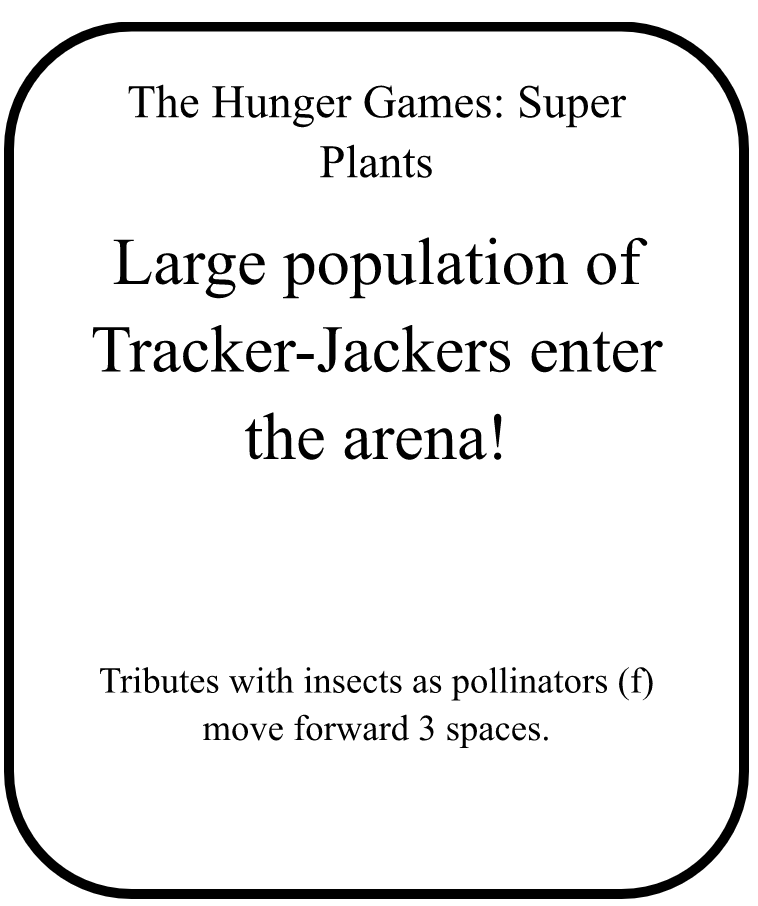 The Hunger Games: Super
Plants
Large population of
Tracker-Jackers enter
the arena!
Tributes with insects as pollinators (f)
move forward 3 spaces.